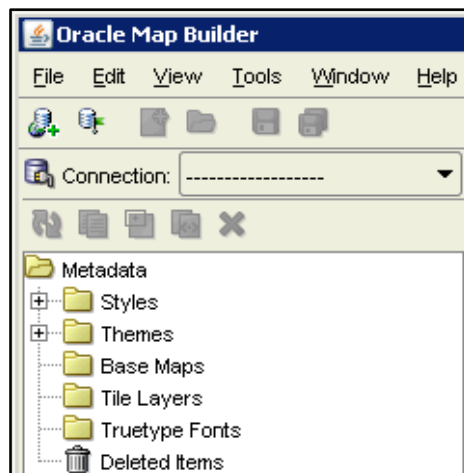 Oracle Map Builder
File Edit View Tools Window Help
Connection: ------------------
Metadata
Styles
Themes
Base Maps
Tile Layers
Truetype Fonts
Deleted Items